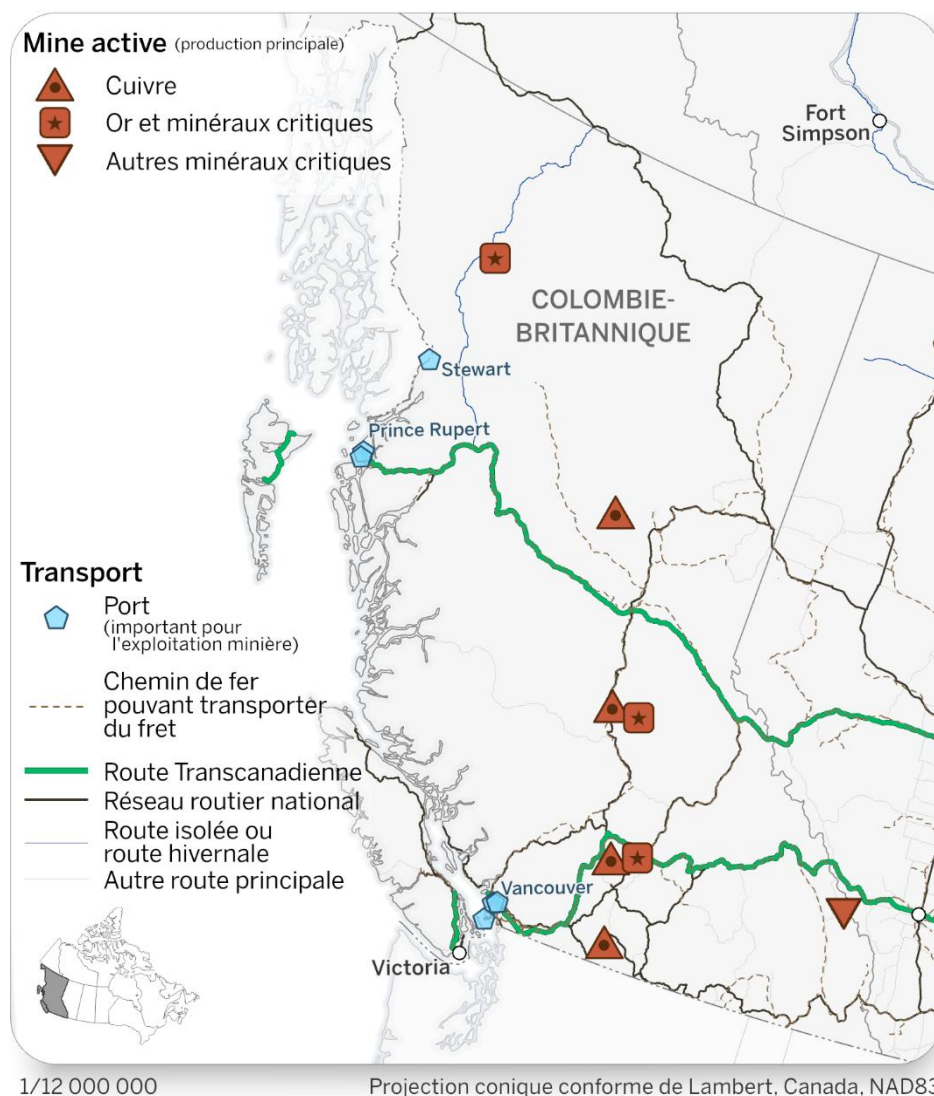 Mine active (production principale)
Cuivre
Or et minéraux critiques
Autres minéraux critiques
Fort
Simpson
COLOMBIE-
BRITANNIQUE
Stewart
Prince Rupert
Transport
Port
(important pour
l'exploitation minière)
Chemin de fer
pouvant transporter
du fret
Route Transcanadienne
Réseau routier national
Route isolée ou
route hivernale
Autre route principale
Vancouver
Victoria
1/12 000 000
Projection conique conforme de Lambert, Canada, NAD83